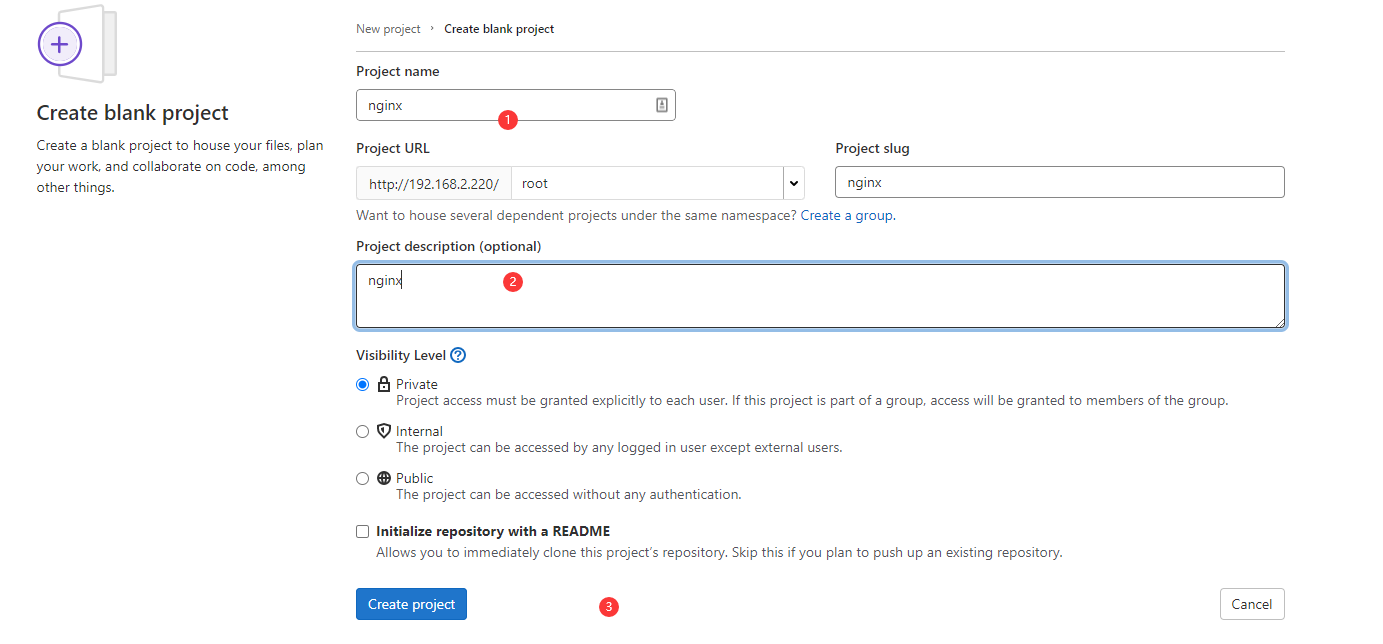 Create blank project
Create a blank project to house your files, plan
your work, and collaborate on code, among
other things.
New project › Create blank project
Project name
nginx
1
Project URL
Project slug
http://192.168.2.220/ root
nginx
Want to house several dependent projects under the same namespace? Create a group.
Project description (optional)
nginx
2
Visibility Level ?
Private
Project access must be granted explicitly to each user. If this project is part of a group, access will be granted to members of the group.
Internal
The project can be accessed by any logged in user except external users.
Public
The project can be accessed without any authentication.
Initialize repository with a README
Allows you to immediately clone this project's repository. Skip this if you plan to push up an existing repository.
Create project
3
Cancel